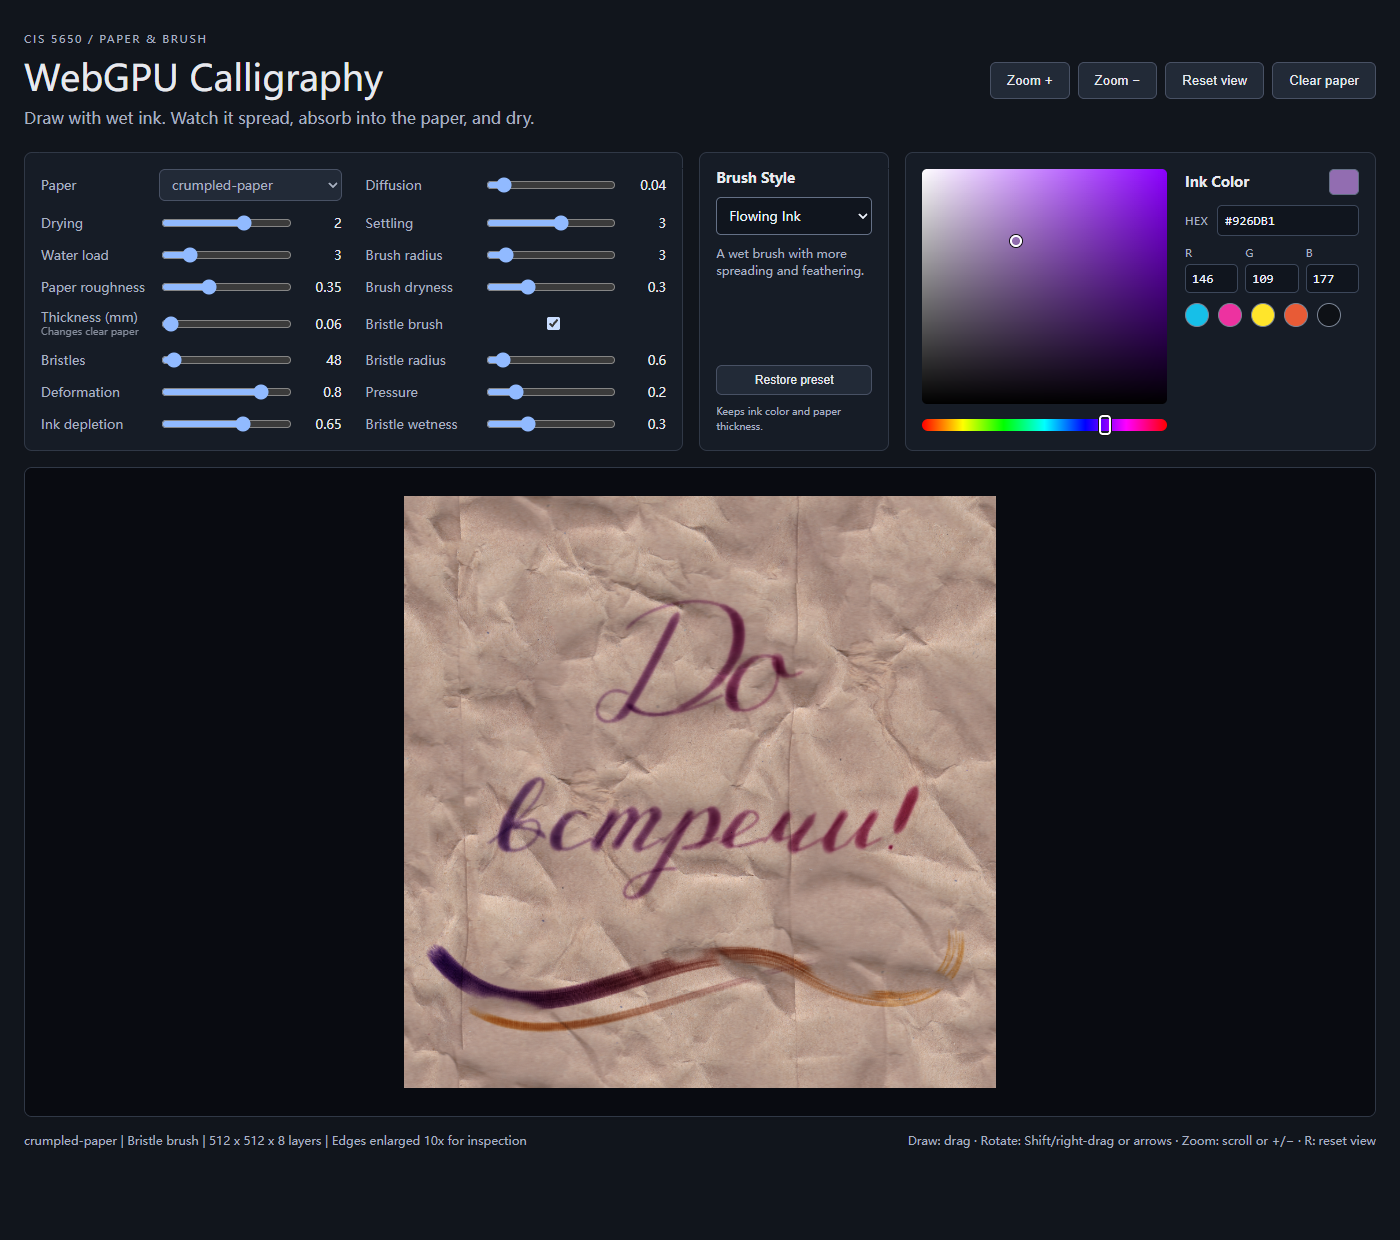 CIS 5650 / PAPER & BRUSH
WebGPU Calligraphy
Draw with wet ink. Watch it spread, absorb into the paper, and dry.
Zoom +
Zoom −
Reset view
Clear paper
Paper
crumpled-paper
Diffusion
0.04
Drying
2
Settling
3
Water load
3
Brush radius
3
Paper roughness
0.35
Brush dryness
0.3
Thickness (mm)
Changes clear paper
0.06
Bristle brush
Bristles
48
Bristle radius
0.6
Deformation
0.8
Pressure
0.2
Ink depletion
0.65
Bristle wetness
0.3
Brush Style
Flowing Ink
A wet brush with more
spreading and feathering.
Restore preset
Keeps ink color and paper
thickness.
Ink Color
HEX
#926DB1
R
G
B
146
109
177
До
встречи!
crumpled-paper | Bristle brush | 512 x 512 x 8 layers | Edges enlarged 10x for inspection
Draw: drag · Rotate: Shift/right-drag or arrows · Zoom: scroll or +/− · R: reset view